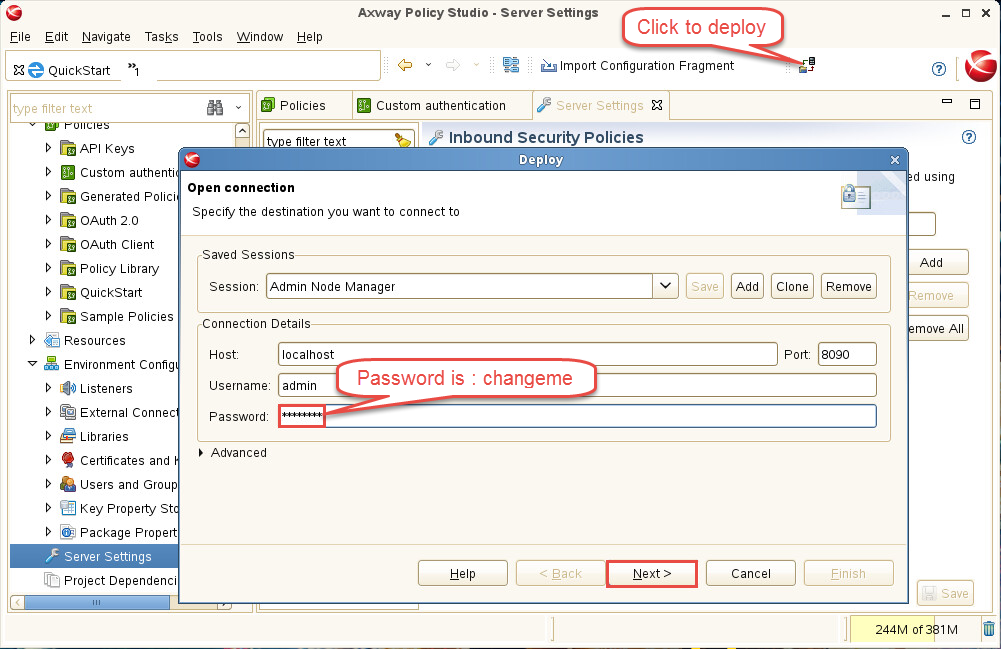 Axway Policy Studio - Server Settings
File Edit Navigate Tasks Tools Window Help
Click to deploy
QuickStart
1
Import Configuration Fragment
type filter text
Policies
Custom authentication
Server Settings
Policies
API Keys
Custom authentic
Generated Policie
OAuth 2.0
OAuth Client
Policy Library
QuickStart
Sample Policies
Resources
Environment Configu
Listeners
External Connect
Libraries
Certificates and K
Users and Group
Key Property Sto
Package Propert
Server Settings
Project Dependenci
type filter text
Inbound Security Policies
ed using
Add
Remove
emove All
Save
Deploy
Open connection
Specify the destination you want to connect to
Saved Sessions
Session: Admin Node Manager Save Add Clone Remove
Connection Details
Host: localhost Port: 8090
Username: admin
Password is : changeme
Password: ********
Advanced
Help < Back Next > Cancel Finish
244M of 381M